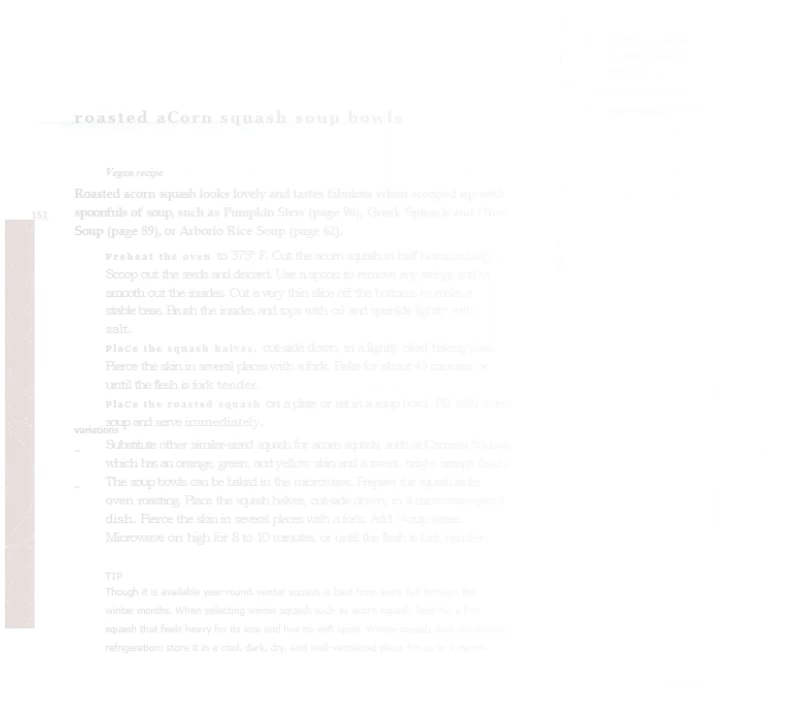 roasted aCorn squash soup bowls
Vegan recipe
Roasted acorn squash looks lovely and tastes fabulous when scooped up with
152
spoonfuls of soup, such as Pumpkin Stew (page 96), Greek Spinach and Orzo
Soup (page 89), or Arborio Rice Soup (page 62).
Preheat the oven to 375° F. Cut the acorn squash in half horizontally.
Scoop out the seeds and discard. Use a spoon to remove any stringy and to
smooth out the insides. Cut a very thin slice off the bottoms to make a
stable base. Brush the insides and tops with oil and sprinkle lightly with
salt.
PlaCe the squash halves, cut-side down, in a lightly oiled baking pan.
Pierce the skin in several places with a fork. Bake for about 45 minutes, or
until the flesh is fork tender.
PlaCe the roasted squash on a plate or set in a soup bowl. Fill with
soup and serve immediately.
variations
– Substitute other similar-sized squash for acorn squash, such as Carnival Squash,
which has an orange, green, and yellow skin and a sweet, bright orange flesh.
– The soup bowls can be baked in the microwave. Prepare the squash as for
oven roasting. Place the squash halves, cut-side down, in a microwave-proof
dish. Pierce the skin in several places with a fork. Add ¼ cup water.
Microwave on high for 8 to 10 minutes, or until the flesh is fork tender.
TIP
Though it is available year-round, winter squash is best from early fall through the
winter months. When selecting winter squash such as acorn squash, look for a firm
squash that feels heavy for its size and has no soft spots. Winter squash does not
refrigeration; store it in a cool, dark, dry, and well-ventilated place for up to a month.